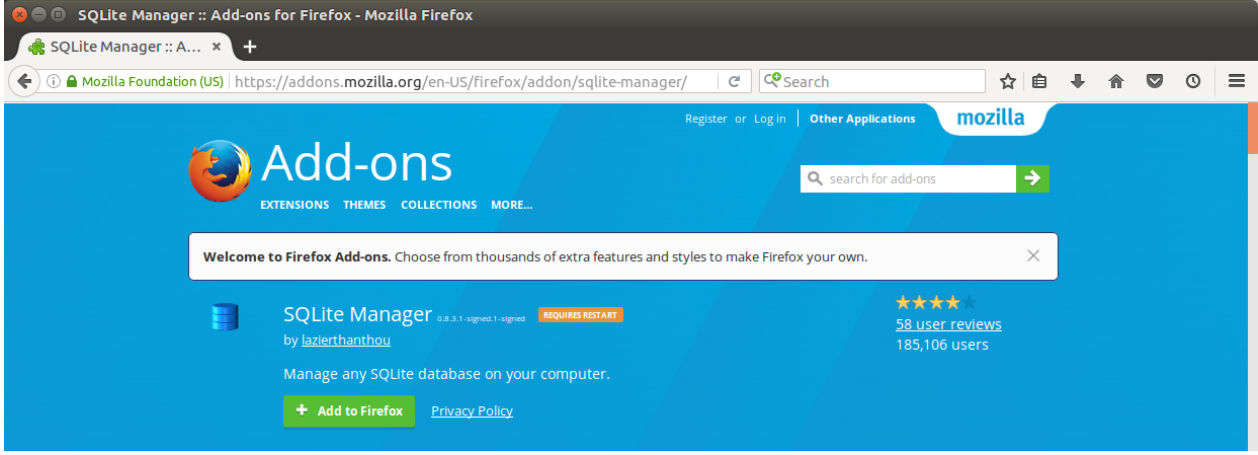 SQLite Manager :: Add-ons for Firefox - Mozilla Firefox
SQLite Manager :: A...
Mozilla Foundation (US) https://addons.mozilla.org/en-US/firefox/addon/sqlite-manager/ Search
Register or Log in Other Applications mozilla
Add-ons
search for add-ons
EXTENSIONS THEMES COLLECTIONS MORE...
Welcome to Firefox Add-ons. Choose from thousands of extra features and styles to make Firefox your own.
SQLite Manager 0.8.3.1-signed.1-signed REQUIRES RESTART
58 user reviews
by lazierthanthou
185,106 users
Manage any SQLite database on your computer.
Add to Firefox Privacy Policy